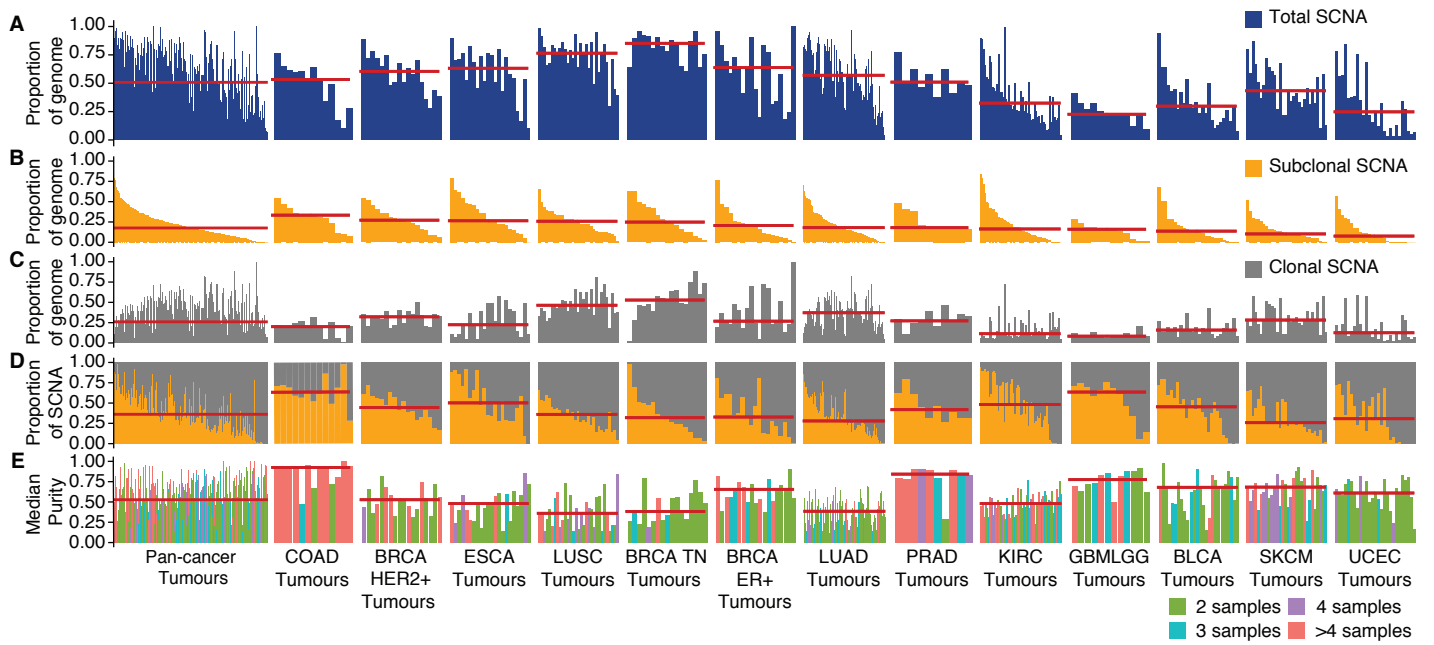 A
Proportion
of genome
1.00
0.75
0.50
0.25
0.00
Total SCNA
B
Proportion
of genome
1.00
0.75
0.50
0.25
0.00
Subclonal SCNA
C
Proportion
of genome
1.00
0.75
0.50
0.25
0.00
Clonal SCNA
D
Proportion
of SCNA
1.00
0.75
0.50
0.25
0.00
E
Median
Purity
1.00
0.75
0.50
0.25
0.00
Pan-cancer
Tumours
COAD
Tumours
BRCA
HER2+
Tumours
ESCA
Tumours
LUSC
Tumours
BRCA TN
Tumours
BRCA
ER+
Tumours
LUAD
Tumours
PRAD
Tumours
KIRC
Tumours
GBMLGG
Tumours
BLCA
Tumours
SKCM
Tumours
UCEC
Tumours
2 samples
4 samples
3 samples
>4 samples